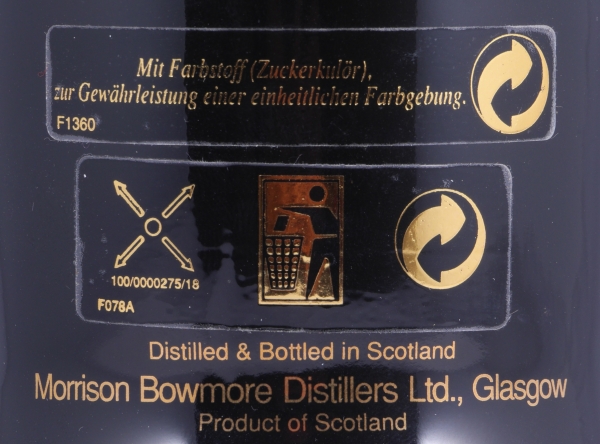 Mit Farbstoff (Zuckerkulör),
zur Gewährleistung einer einheitlichen Farbgebung.
F1360
100/0000275/18
F078A
Distilled & Bottled in Scotland
Morrison Bowmore Distillers Ltd., Glasgow
Product of Scotland